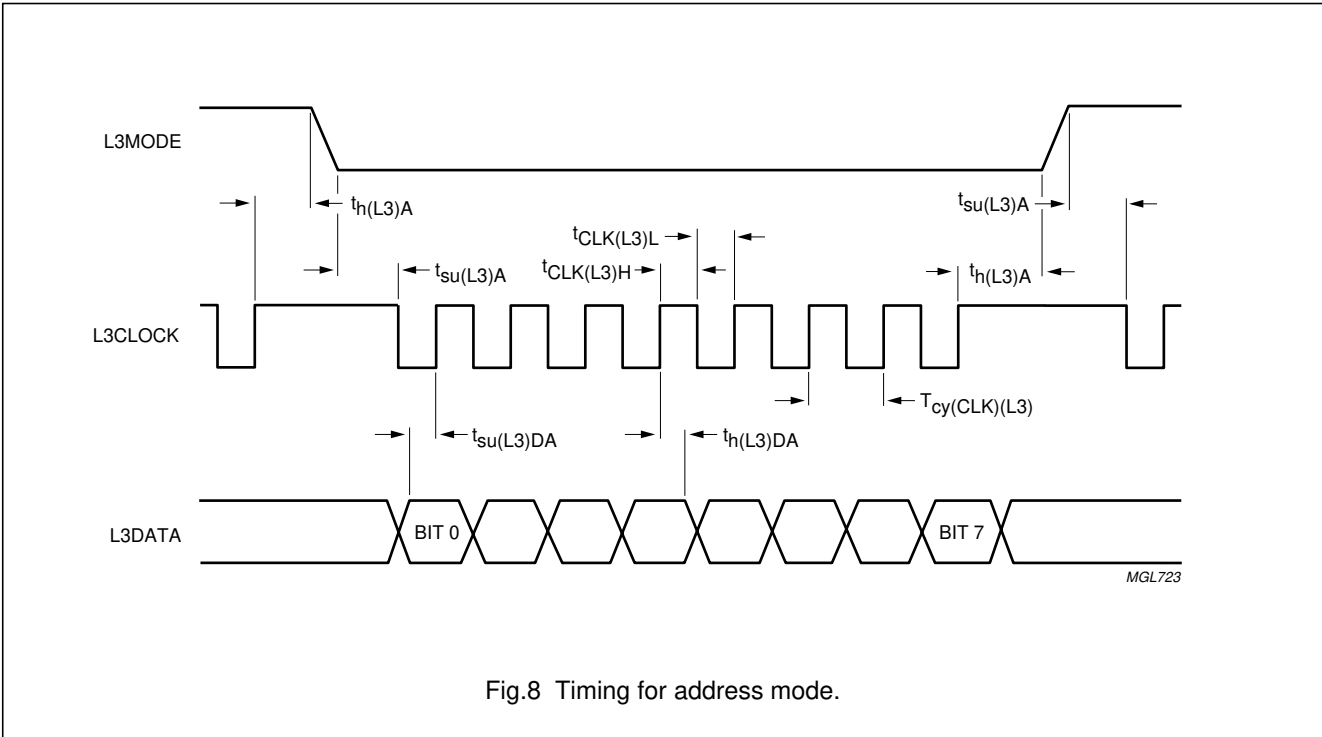 L3MODE
th(L3)A
tsu(L3)A
tCLK(L3)L
tsu(L3)A
tCLK(L3)H
th(L3)A
L3CLOCK
Tcy(CLK)(L3)
tsu(L3)DA
th(L3)DA
L3DATA
BIT 0
BIT 7
MGL723
Fig.8 Timing for address mode.